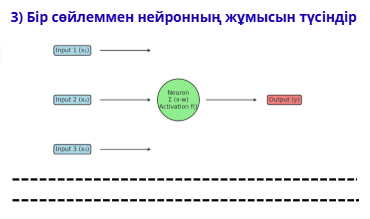 3) Бір сөйлеммен нейронның жұмысын түсіндір
Input 1 (x₁)
Neuron
Σ (x·w)
Activation f()
Input 2 (x₂)
Output (y)
Input 3 (x₃)